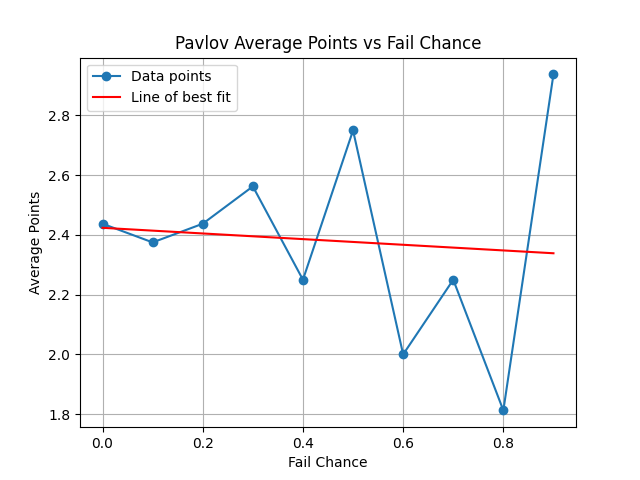 Pavlov Average Points vs Fail Chance
Data points
Line of best fit
2.8
2.6
2.4
2.2
2.0
1.8
Average Points
0.0 0.2 0.4 0.6 0.8
Fail Chance